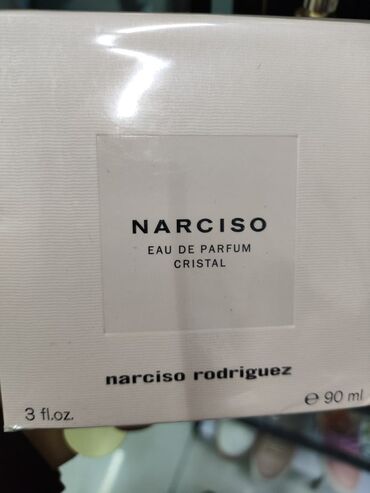 NARCISO
EAU DE PARFUM
CRISTAL
narciso rodriguez
3 fl.oz.
℮ 90 ml